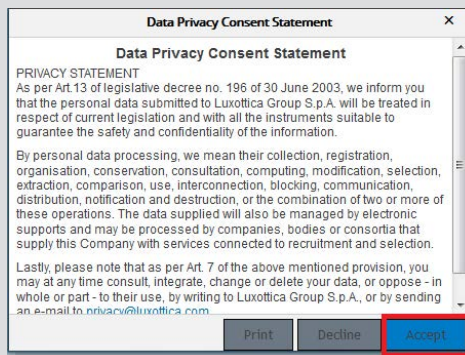 Data Privacy Consent Statement
Data Privacy Consent Statement
PRIVACY STATEMENT
As per Art.13 of legislative decree no. 196 of 30 June 2003, we inform you
that the personal data submitted to Luxottica Group S.p.A. will be treated in
respect of current legislation and with all the instruments suitable to
guarantee the safety and confidentiality of the information.
By personal data processing, we mean their collection, registration,
organisation, conservation, consultation, computing, modification, selection,
extraction, comparison, use, interconnection, blocking, communication,
distribution, notification and destruction, or the combination of two or more of
these operations. The data supplied will also be managed by electronic
supports and may be processed by companies, bodies or consortia that
supply this Company with services connected to recruitment and selection.
Lastly, please note that as per Art. 7 of the above mentioned provision, you
may at any time consult, integrate, change or delete your data, or oppose - in
whole or part - to their use, by writing to Luxottica Group S.p.A., or by sending
an e-mail to privacy@luxottica.com
Print Decline Accept